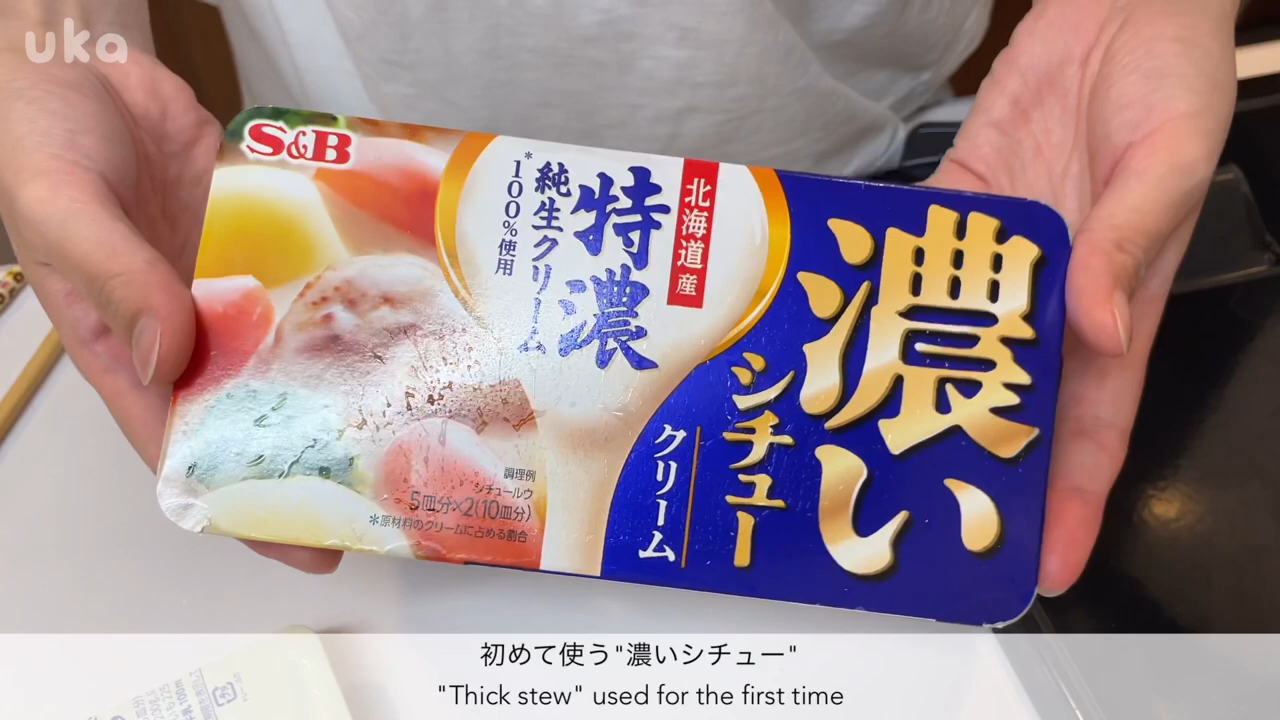 uka
S&B
濃い
シチュー
クリーム
北海道産
特濃
純生クリーム
*100%使用
調理例
シチュールウ
5皿分×2(10皿分)
*原材料のクリームに占める割合
初めて使う"濃いシチュー"
"Thick stew" used for the first time